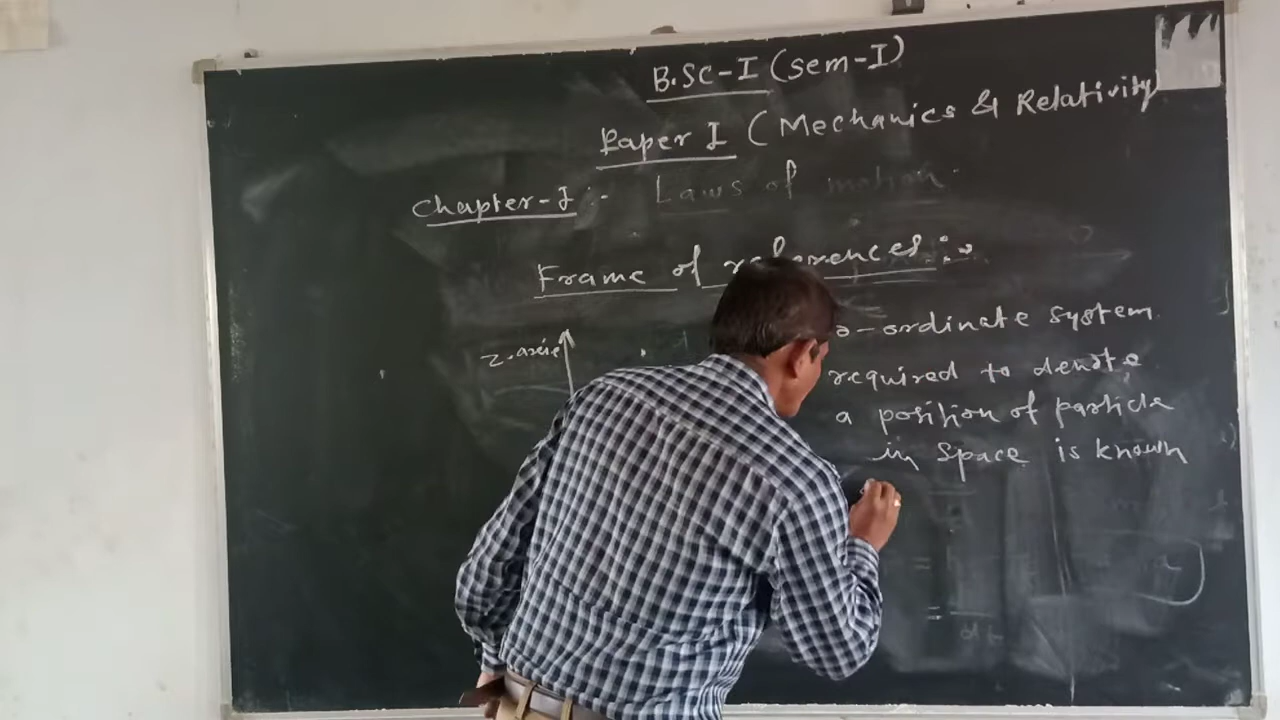 B.SC-I (Sem-I)
Paper I (Mechanics & Relativity
Chapter-I :- Laws of motion.
Frame of references :-
Z-axis
o-ordinate system
required to denote
a position of particle
in space is known